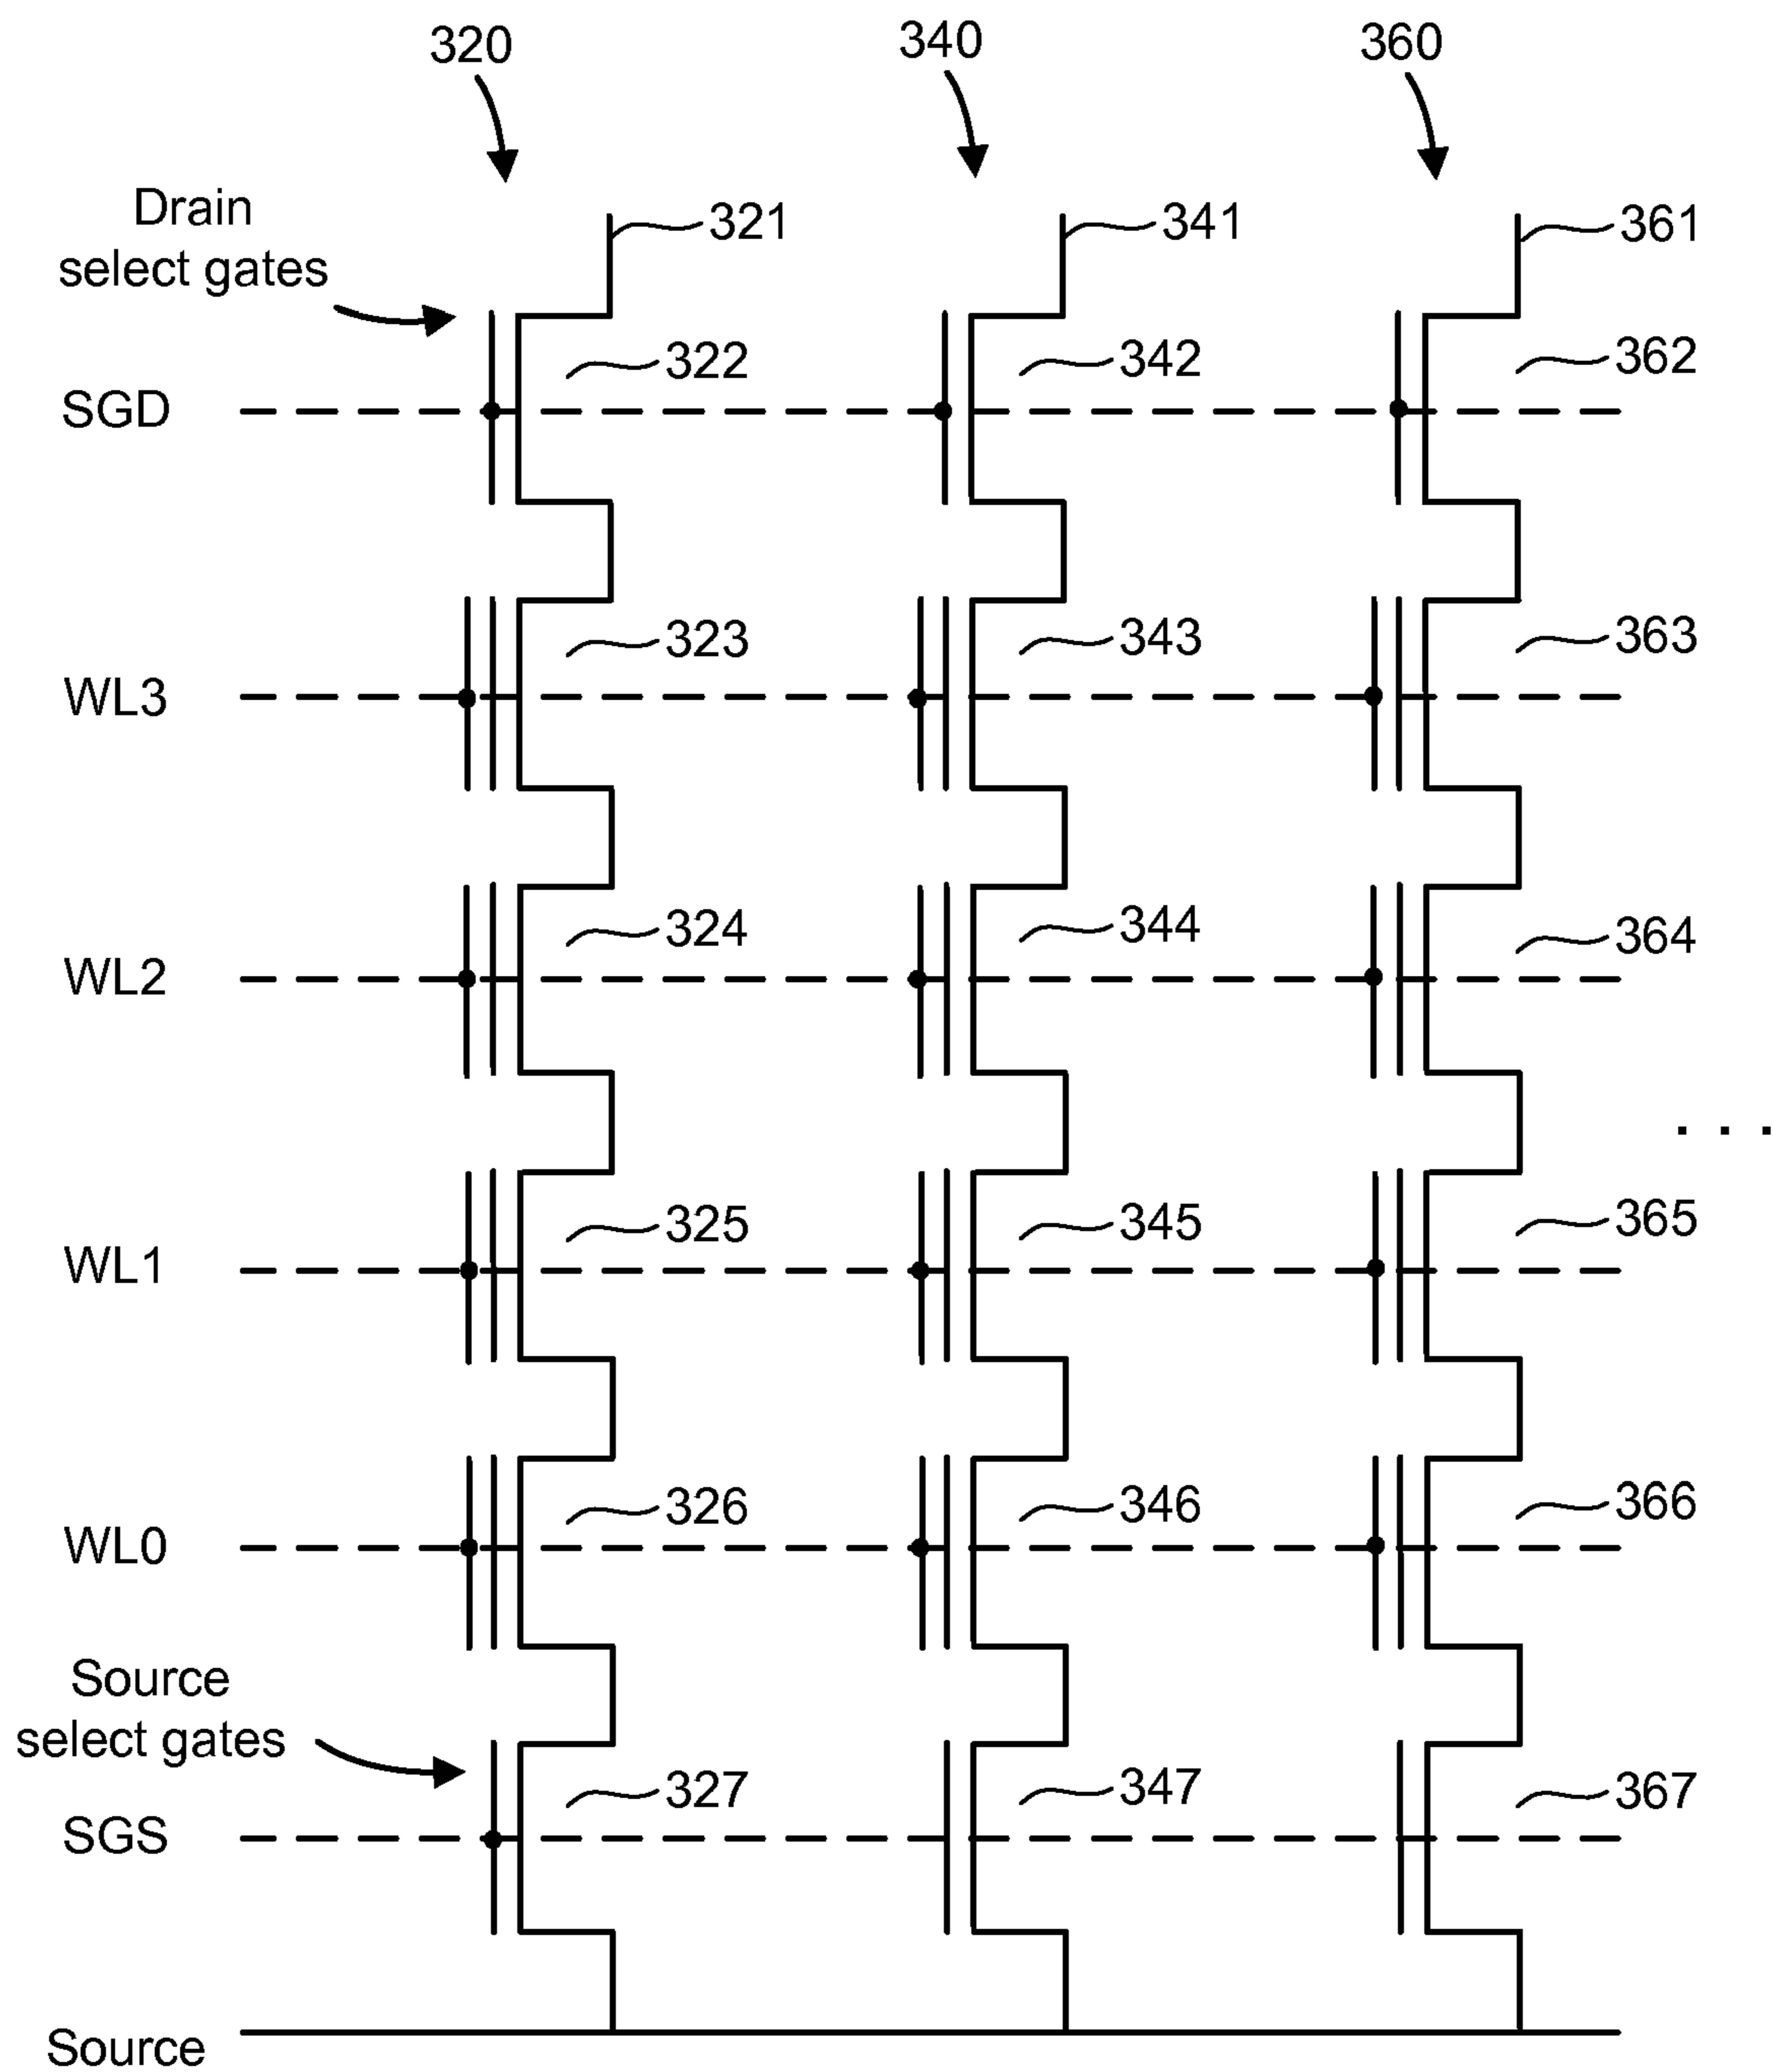 320 340 360
Drain
select gates
321 341 361
322 342 362
SGD
323 343 363
WL3
324 344 364
WL2
. . .
325 345 365
WL1
326 346 366
WL0
Source
select gates
327 347 367
SGS
Source